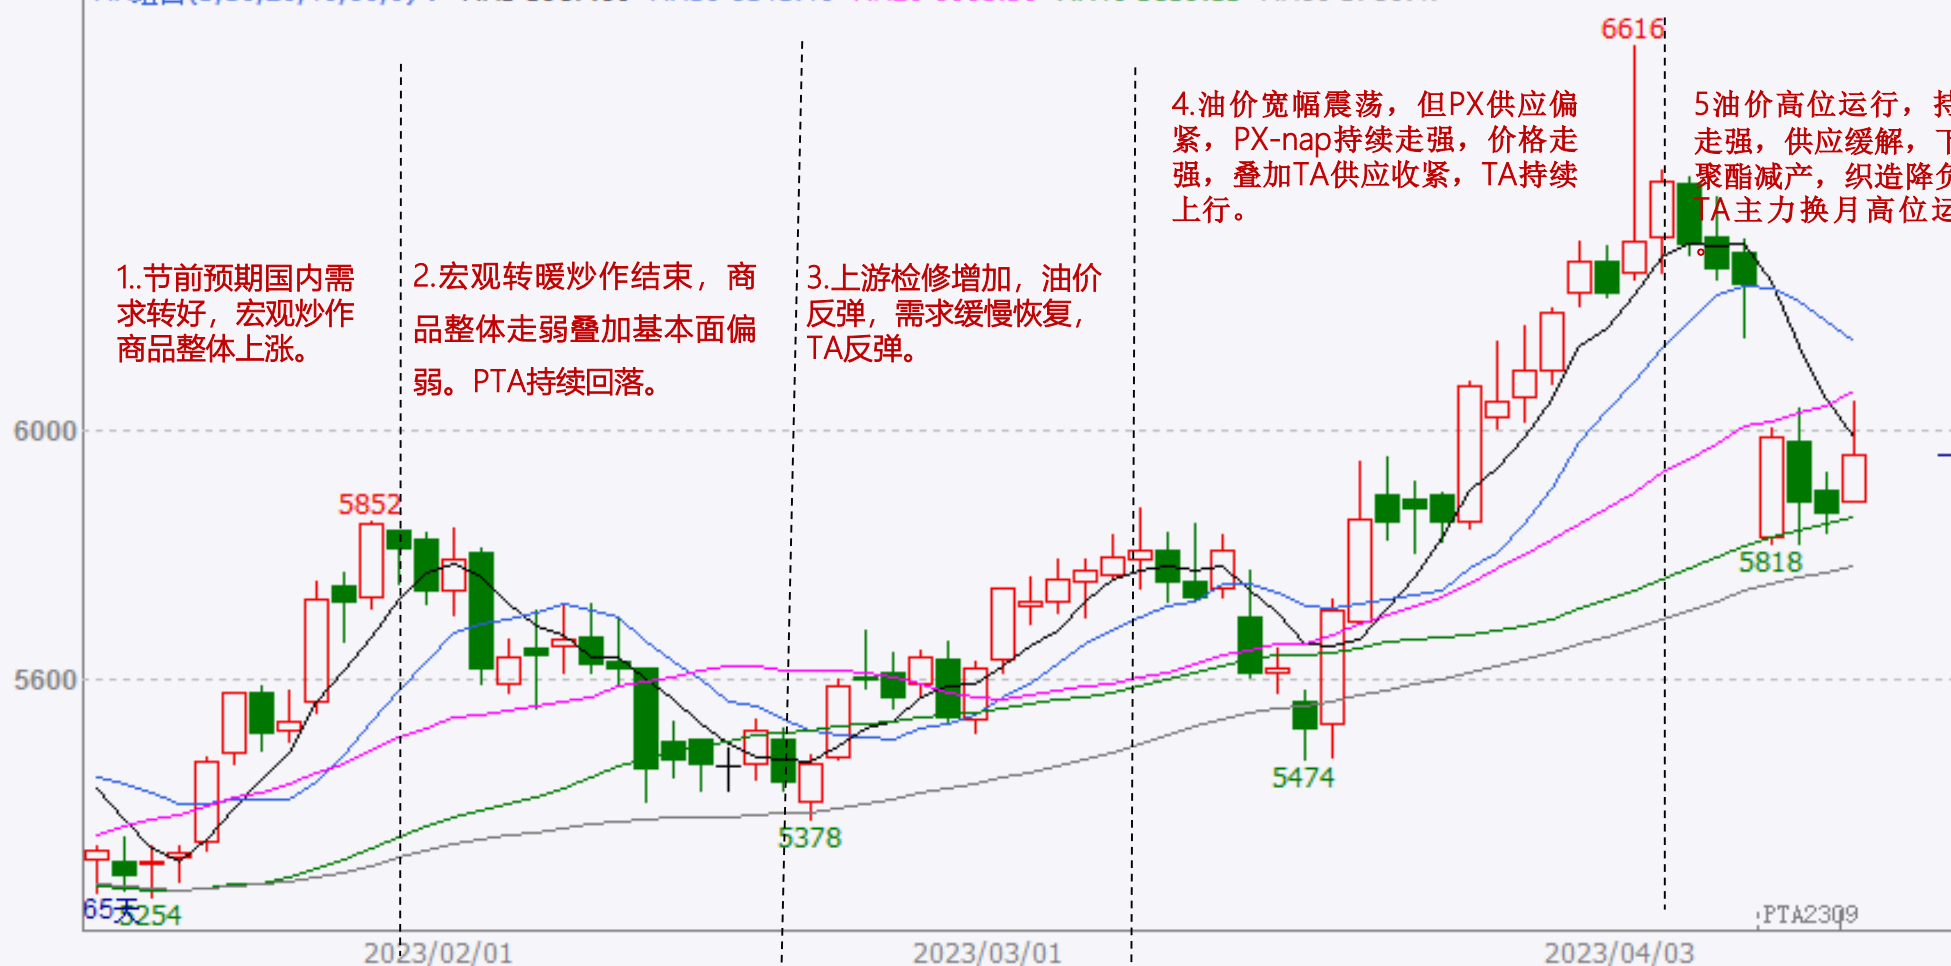 6616
4.油价宽幅震荡，但PX供应偏
紧，PX-nap持续走强，价格走
强，叠加TA供应收紧，TA持续
上行。
5油价高位运行，持
走强，供应缓解，下
聚酯减产，织造降负
TA主力换月高位运
。
1..节前预期国内需
求转好，宏观炒作
商品整体上涨。
2.宏观转暖炒作结束，商
品整体走弱叠加基本面偏
弱。PTA持续回落。
3.上游检修增加，油价
反弹，需求缓慢恢复，
TA反弹。
6000
5852
5818
5600
5474
5378
65天
5254
PTA2309
2023/02/01
2023/03/01
2023/04/03